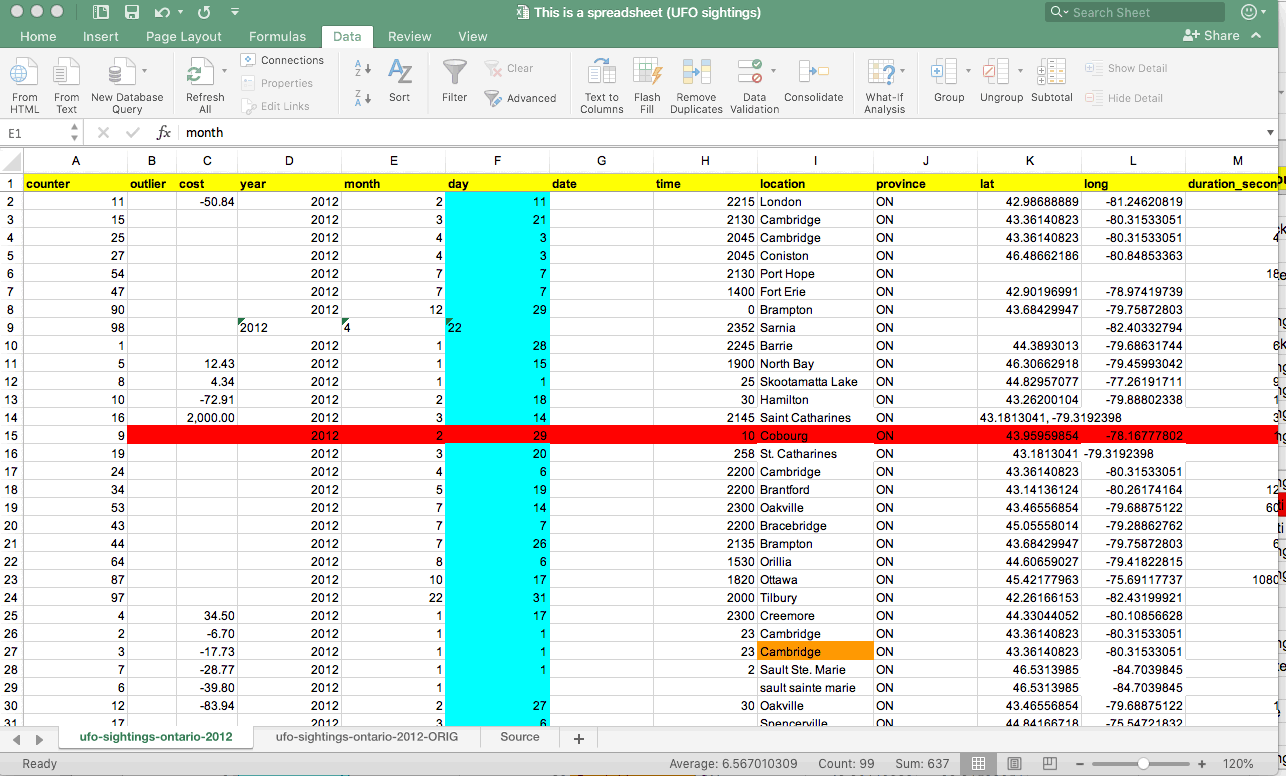 This is a spreadsheet (UFO sightings)
Search Sheet
Home Insert Page Layout Formulas Data Review View
Share
Connections
Properties
Edit Links
Clear
Advanced
Show Detail
Hide Detail
From HTML From Text New Database Query Refresh All Sort Filter Text to Columns Flash Fill Remove Duplicates Data Validation Consolidate What-If Analysis Group Ungroup Subtotal
E1 fx month
A B C D E F G H I J K L M
1 counter outlier cost year month day date time location province lat long duration_secon
2 11 -50.84 2012 2 11 2215 London ON 42.98688889 -81.24620819
3 15 2012 3 21 2130 Cambridge ON 43.36140823 -80.31533051
4 25 2012 4 3 2045 Cambridge ON 43.36140823 -80.31533051
5 27 2012 4 3 2045 Coniston ON 46.48662186 -80.84853363
6 54 2012 7 7 2130 Port Hope ON
7 47 2012 7 7 1400 Fort Erie ON 42.90196991 -78.97419739
8 90 2012 12 29 0 Brampton ON 43.68429947 -79.75872803
9 98 2012 4 22 2352 Sarnia ON -82.40332794
10 1 2012 1 28 2245 Barrie ON 44.3893013 -79.68631744
11 5 12.43 2012 1 15 1900 North Bay ON 46.30662918 -79.45993042
12 8 4.34 2012 1 1 25 Skootamatta Lake ON 44.82957077 -77.26191711
13 10 -72.91 2012 2 18 30 Hamilton ON 43.26200104 -79.88802338
14 16 2,000.00 2012 3 14 2145 Saint Catharines ON 43.1813041, -79.3192398
15 9 2012 2 29 10 Cobourg ON 43.95959854 -78.16777802
16 19 2012 3 20 258 St. Catharines ON 43.1813041 -79.3192398
17 24 2012 4 6 2200 Cambridge ON 43.36140823 -80.31533051
18 34 2012 5 19 2200 Brantford ON 43.14136124 -80.26174164
19 53 2012 7 14 2300 Oakville ON 43.46556854 -79.68875122
20 43 2012 7 7 2200 Bracebridge ON 45.05558014 -79.28862762
21 44 2012 7 26 2135 Brampton ON 43.68429947 -79.75872803
22 64 2012 8 6 1530 Orillia ON 44.60659027 -79.41822815
23 87 2012 10 17 1820 Ottawa ON 45.42177963 -75.69117737 1080
24 97 2012 22 31 2000 Tilbury ON 42.26166153 -82.43199921
25 4 34.50 2012 1 17 2300 Creemore ON 44.33044052 -80.10856628
26 2 -6.70 2012 1 1 23 Cambridge ON 43.36140823 -80.31533051
27 3 -17.73 2012 1 1 23 Cambridge ON 43.36140823 -80.31533051
28 7 -28.77 2012 1 1 2 Sault Ste. Marie ON 46.5313985 -84.7039845
29 6 -39.80 2012 1 sault sainte marie ON 46.5313985 -84.7039845
30 12 -83.94 2012 2 27 30 Oakville ON 43.46556854 -79.68875122
31 17 2012 3 6 Spencerville ON 44.84166718 -75.54721832
ufo-sightings-ontario-2012 ufo-sightings-ontario-2012-ORIG Source +
Ready Average: 6.567010309 Count: 99 Sum: 637 120%